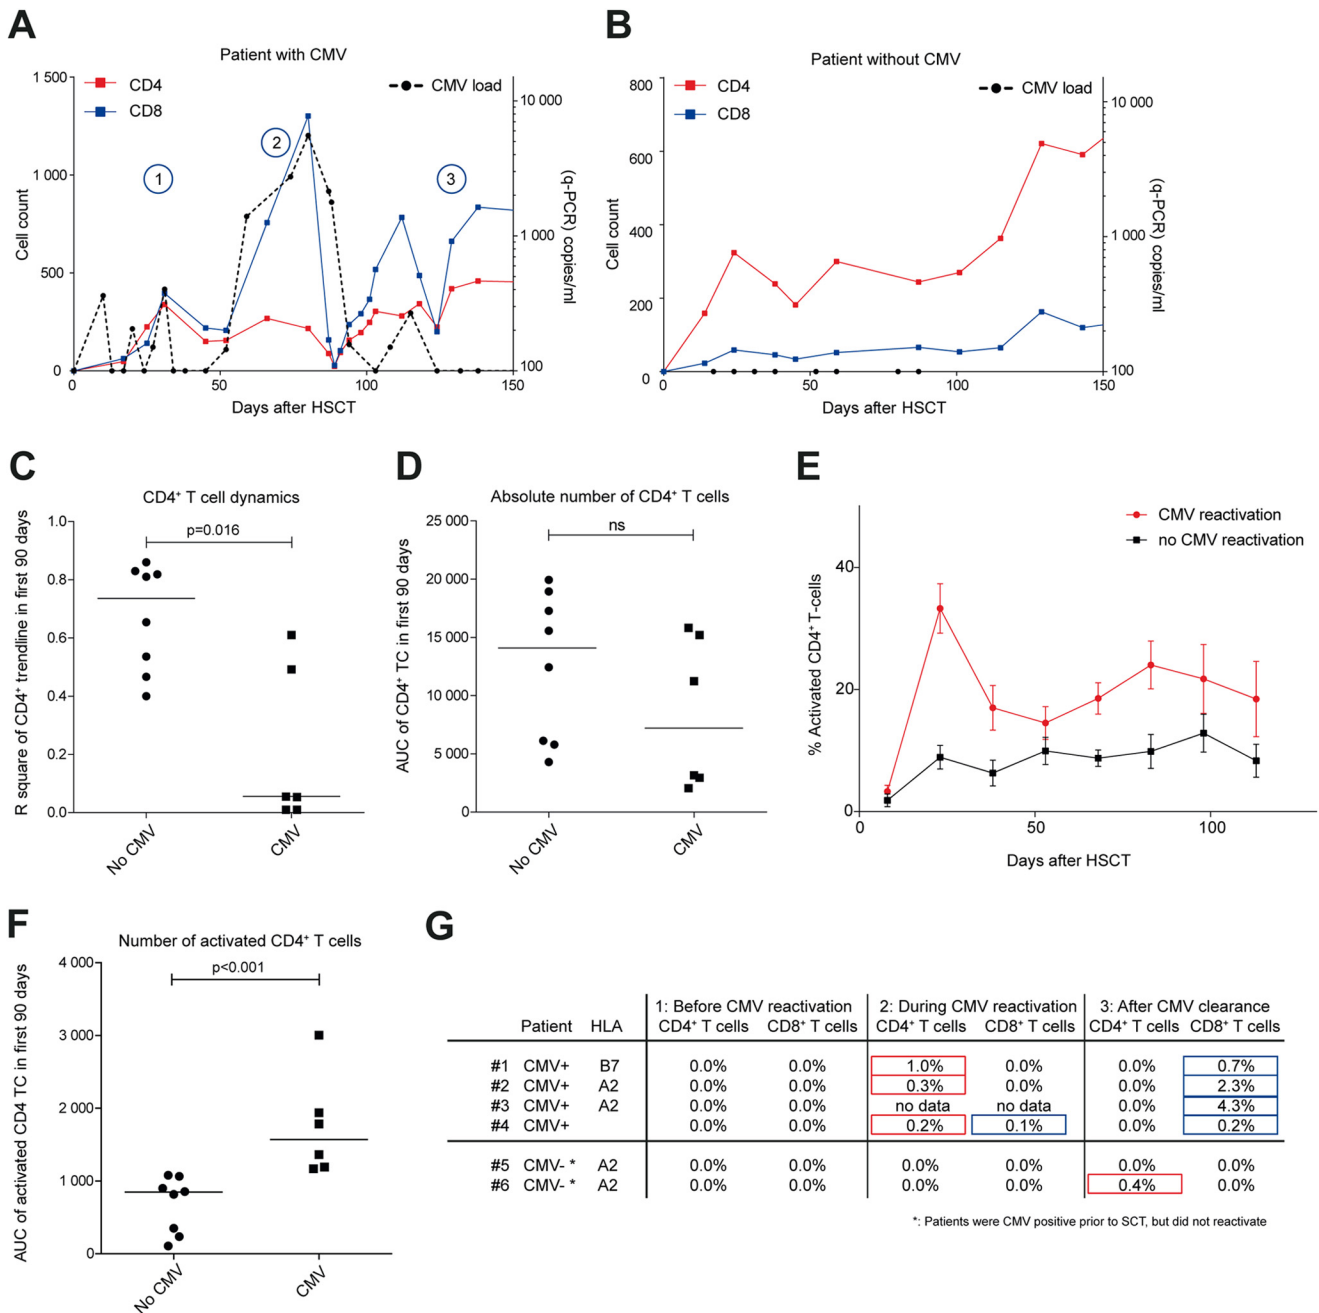 A
Patient with CMV
1 500
1 000
500
0
Cell count
CD4
CD8
CMV load
1
2
3
10 000
1 000
100
(q-PCR) copies/ml
0 50 100 150
Days after HSCT
B
Patient without CMV
800
600
400
200
0
Cell count
CD4
CD8
CMV load
10 000
1 000
100
(q-PCR) copies/ml
0 50 100 150
Days after HSCT
C
CD4+ T cell dynamics
p=0.016
1.0
0.8
0.6
0.4
0.2
0.0
R square of CD4+ trendline in first 90 days
No CMV
CMV
D
Absolute number of CD4+ T cells
ns
25 000
20 000
15 000
10 000
5 000
0
AUC of CD4+ TC in first 90 days
No CMV
CMV
E
CMV reactivation
no CMV reactivation
40
20
0
% Activated CD4+ T-cells
0 50 100
Days after HSCT
F
Number of activated CD4+ T cells
p<0.001
4 000
3 000
2 000
1 000
0
AUC of activated CD4 TC in first 90 days
No CMV
CMV
G
1: Before CMV reactivation 2: During CMV reactivation 3: After CMV clearance
Patient HLA CD4+ T cells CD8+ T cells CD4+ T cells CD8+ T cells CD4+ T cells CD8+ T cells
#1 CMV+ B7 0.0% 0.0% 1.0% 0.0% 0.0% 0.7%
#2 CMV+ A2 0.0% 0.0% 0.3% 0.0% 0.0% 2.3%
#3 CMV+ A2 0.0% 0.0% no data no data 0.0% 4.3%
#4 CMV+ 0.0% 0.0% 0.2% 0.1% 0.0% 0.2%
#5 CMV- * A2 0.0% 0.0% 0.0% 0.0% 0.0% 0.0%
#6 CMV- * A2 0.0% 0.0% 0.0% 0.0% 0.4% 0.0%
*: Patients were CMV positive prior to SCT, but did not reactivate